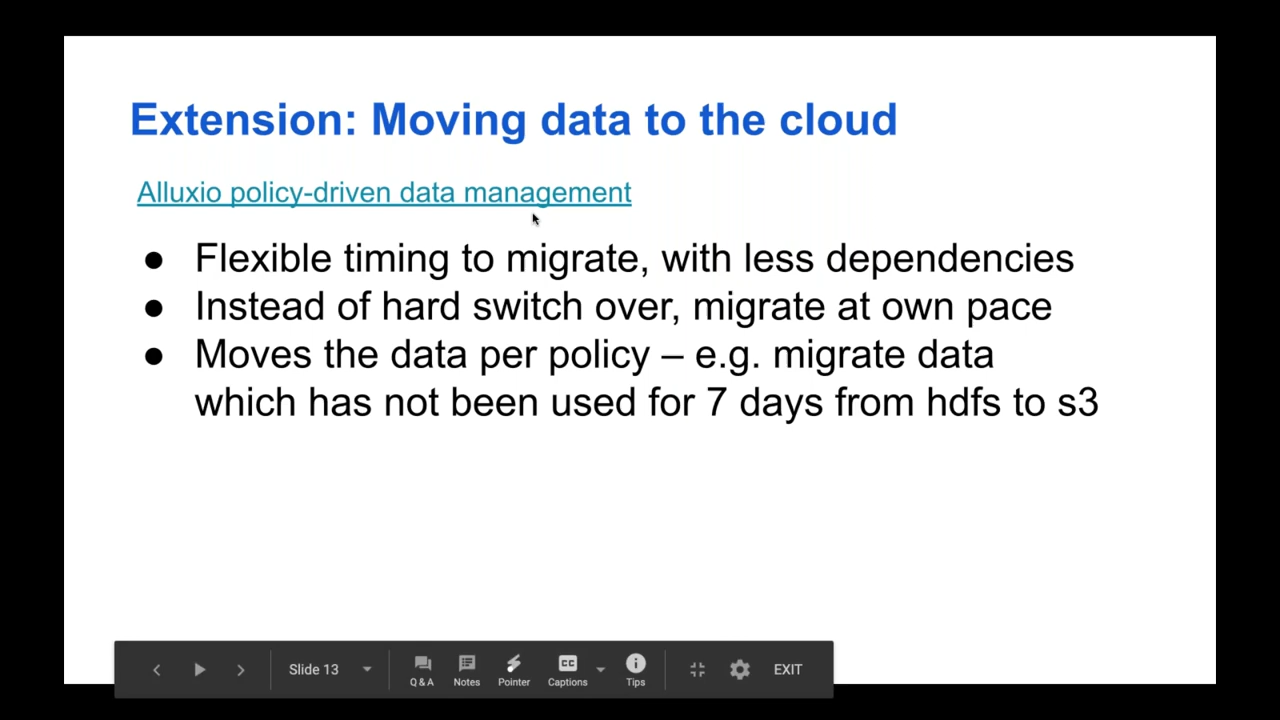 Extension: Moving data to the cloud
Alluxio policy-driven data management
● Flexible timing to migrate, with less dependencies
● Instead of hard switch over, migrate at own pace
● Moves the data per policy – e.g. migrate data
which has not been used for 7 days from hdfs to s3
Slide 13 Q & A Notes Pointer CC Captions Tips EXIT